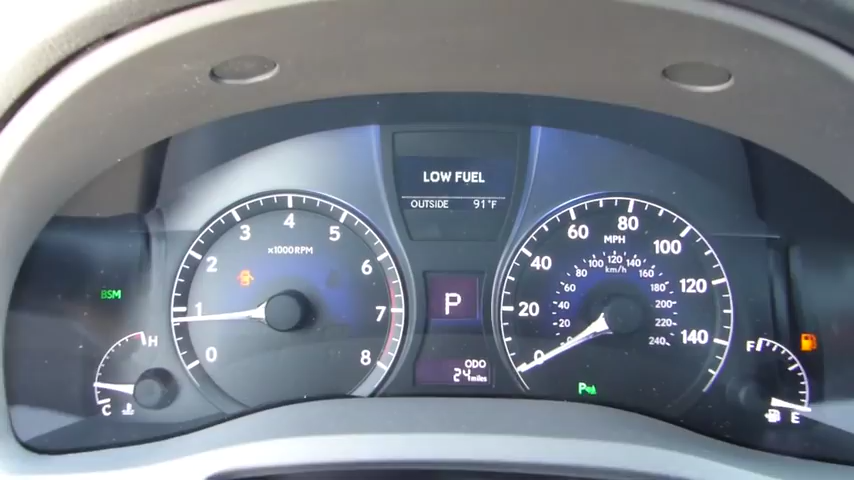 LOW FUEL
OUTSIDE 91°F
0
1
2
3
4
5
6
7
8
×1000RPM
BSM
H
C
P
ODO
24 miles
0
20
40
60
80
100
120
140
MPH
20
40
60
80
100
120
140
160
180
200
220
240
km/h
P
F
E